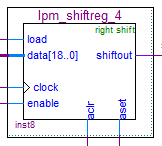 lpm_shiftreg_4
right shift
load
data[18..0] shiftout
clock
enable
aclr
aset
inst8